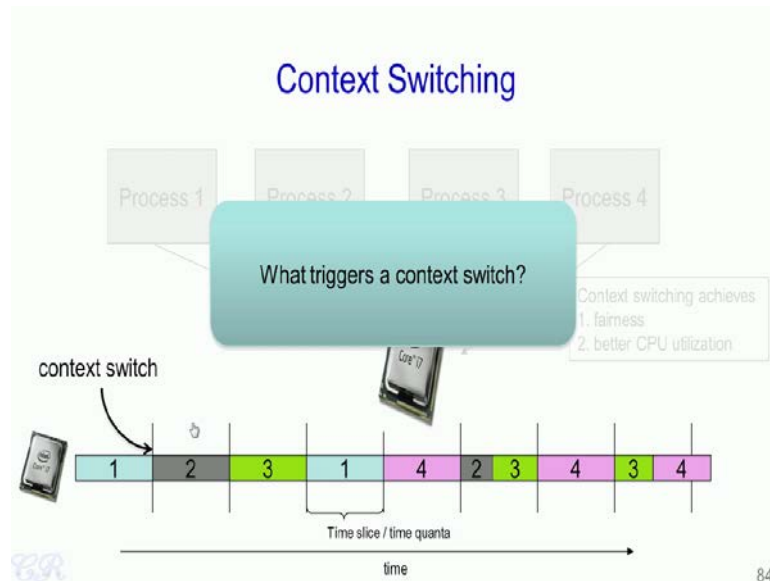 Context Switching
Process 1
Process 2
Process 3
Process 4
What triggers a context switch?
Context switching achieves
1. fairness
2. better CPU utilization
Core i7
context switch
1 2 3 1 4 2 3 4 3 4
Time slice / time quanta
time
CR
84